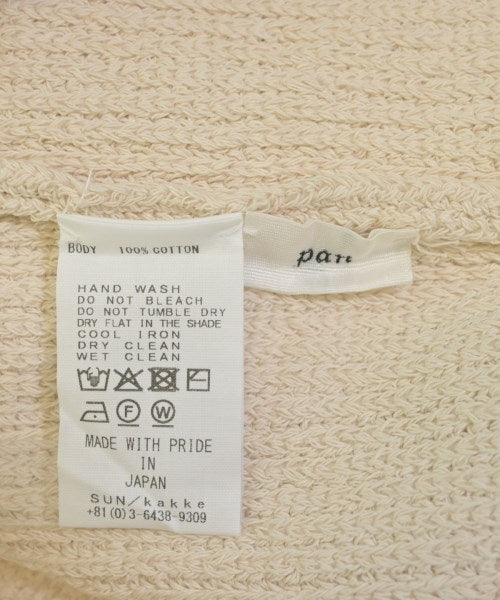 BODY 100% COTTON
HAND WASH
DO NOT BLEACH
DO NOT TUMBLE DRY
DRY FLAT IN THE SHADE
COOL IRON
DRY CLEAN
WET CLEAN
F W
MADE WITH PRIDE
IN
JAPAN
SUN/kakke
+81(0)3-6438-9309